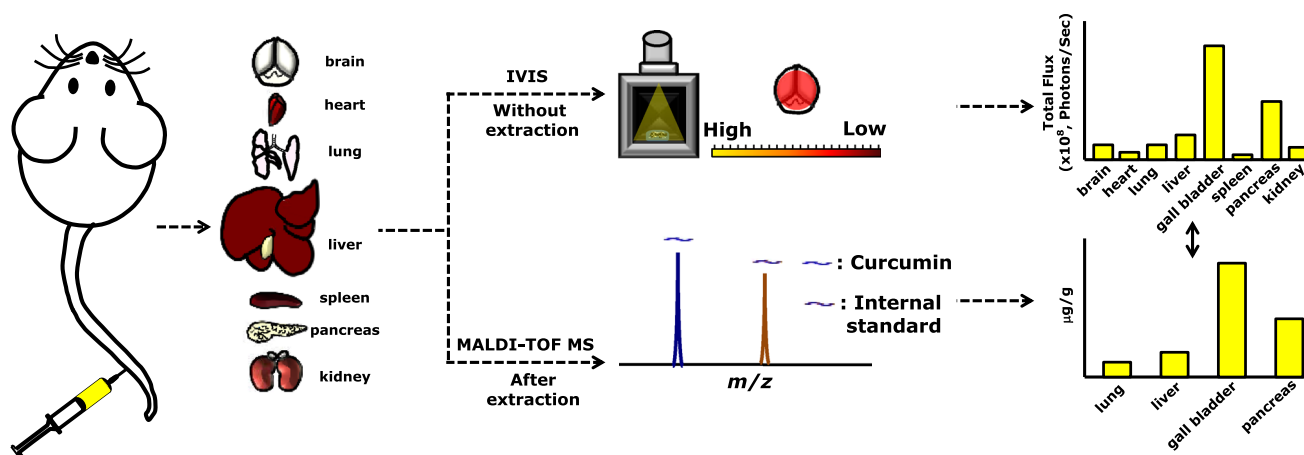 brain
heart
lung
liver
spleen
pancreas
kidney
IVIS
Without
extraction
High
Low
Total Flux
(x10⁸, Photons/Sec)
brain
heart
lung
liver
gall bladder
spleen
pancreas
kidney
MALDI-TOF MS
After
extraction
m/z
: Curcumin
: Internal
standard
μg/g
lung
liver
gall bladder
pancreas